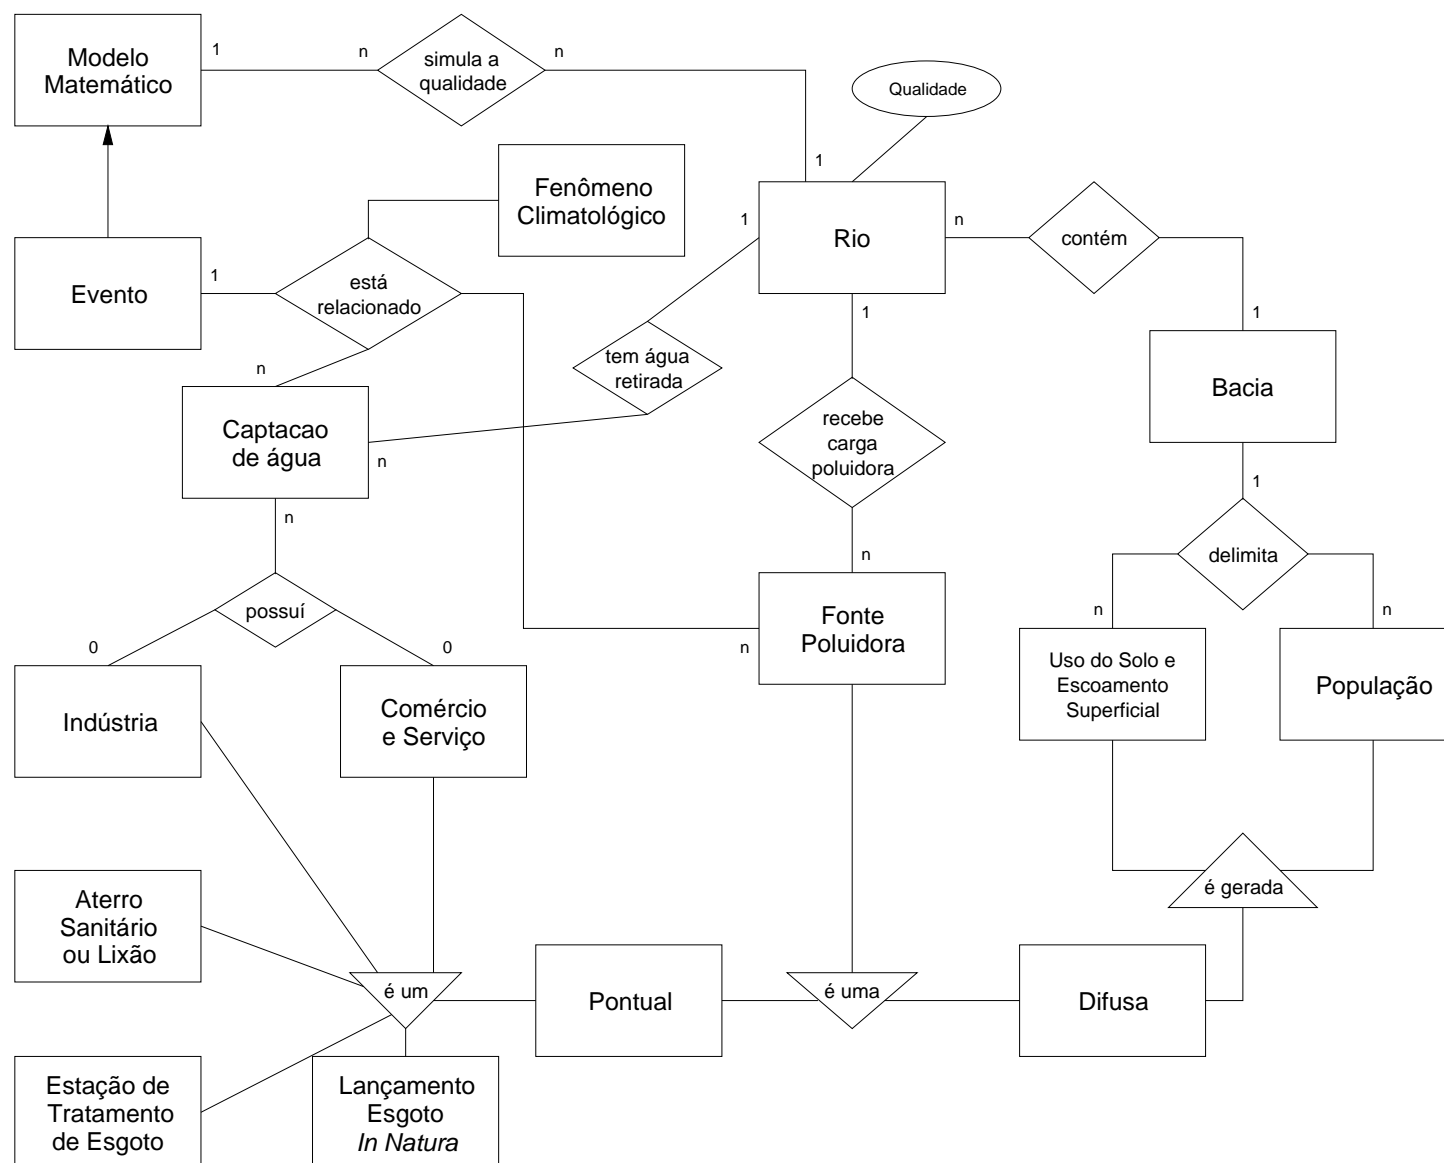 Modelo
Matemático
1
n
simula a
qualidade
n
Qualidade
Fenômeno
Climatológico
1
1
Rio
n
contém
Evento
1
está
relacionado
1
1
n
tem água
retirada
Bacia
Captacao
de água
n
recebe
carga
poluidora
1
n
n
delimita
possuí
Fonte
Poluidora
n
n
n
0
0
Uso do Solo e
Escoamento
Superficial
População
Indústria
Comércio
e Serviço
é gerada
Aterro
Sanitário
ou Lixão
é um
Pontual
é uma
Difusa
Estação de
Tratamento
de Esgoto
Lançamento
Esgoto
In Natura